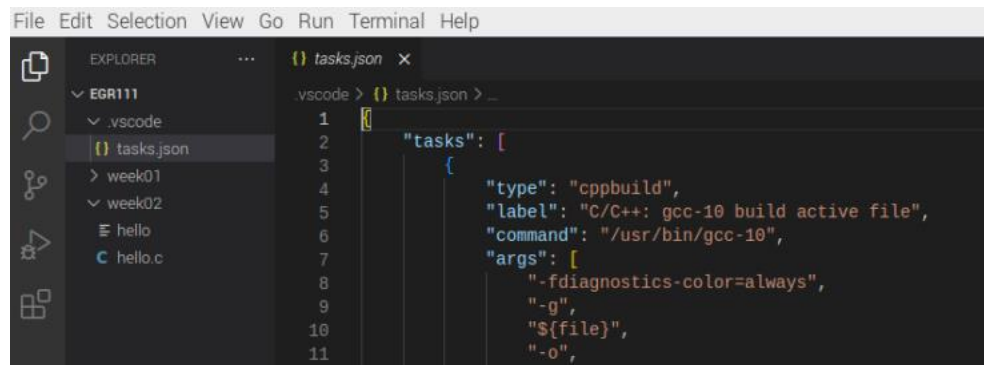 File Edit Selection View Go Run Terminal Help
EXPLORER ...
EGR111
.vscode
{} tasks.json
week01
week02
hello
C hello.c
{} tasks.json ×
.vscode > {} tasks.json > ...
1 {
2 "tasks": [
3 {
4 "type": "cppbuild",
5 "label": "C/C++: gcc-10 build active file",
6 "command": "/usr/bin/gcc-10",
7 "args": [
8 "-fdiagnostics-color=always",
9 "-g",
10 "${file}",
11 "-o",